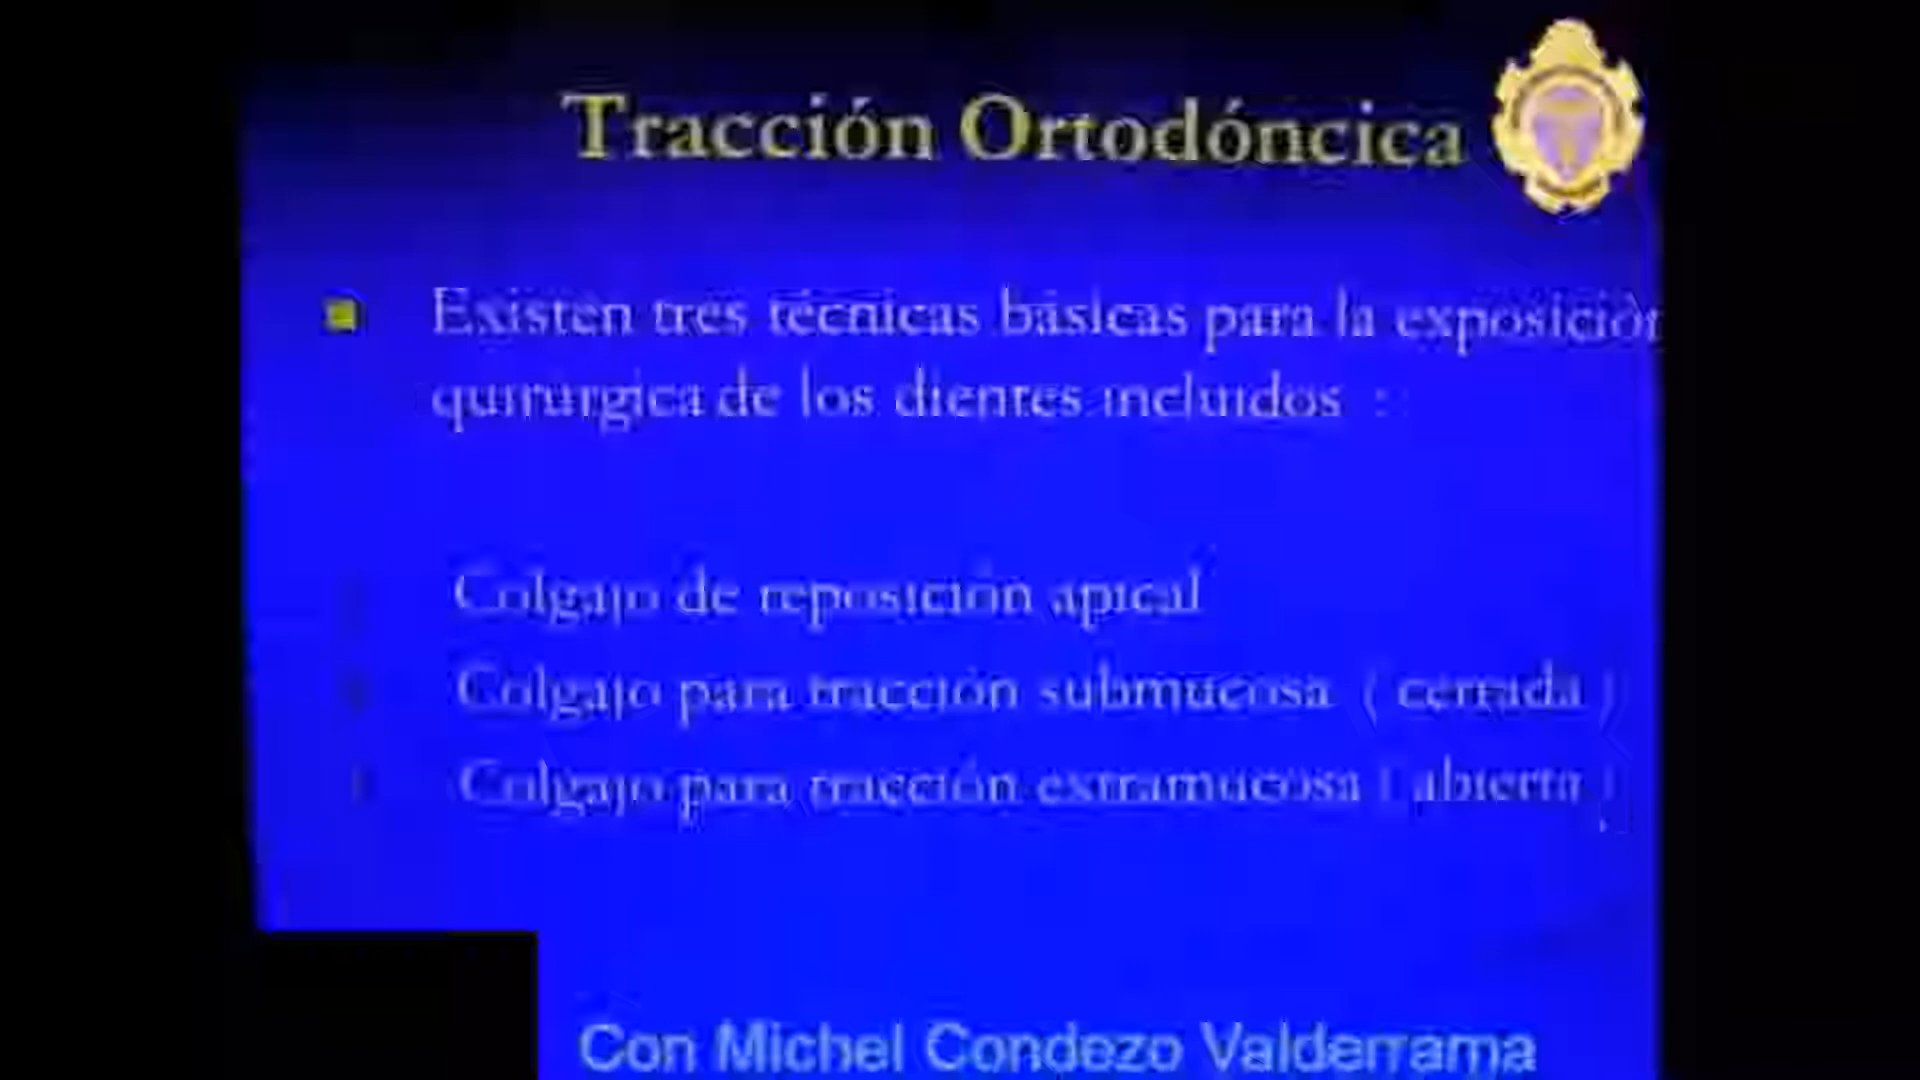 Tracción Ortodóncica
Existen tres técnicas básicas para la exposición
quirúrgica de los dientes incluidos :
Colgajo de reposición apical
Colgajo para tracción submucosa ( cerrada )
Colgajo para tracción extramucosa ( abierta )
Con Michel Condezo Valderrama